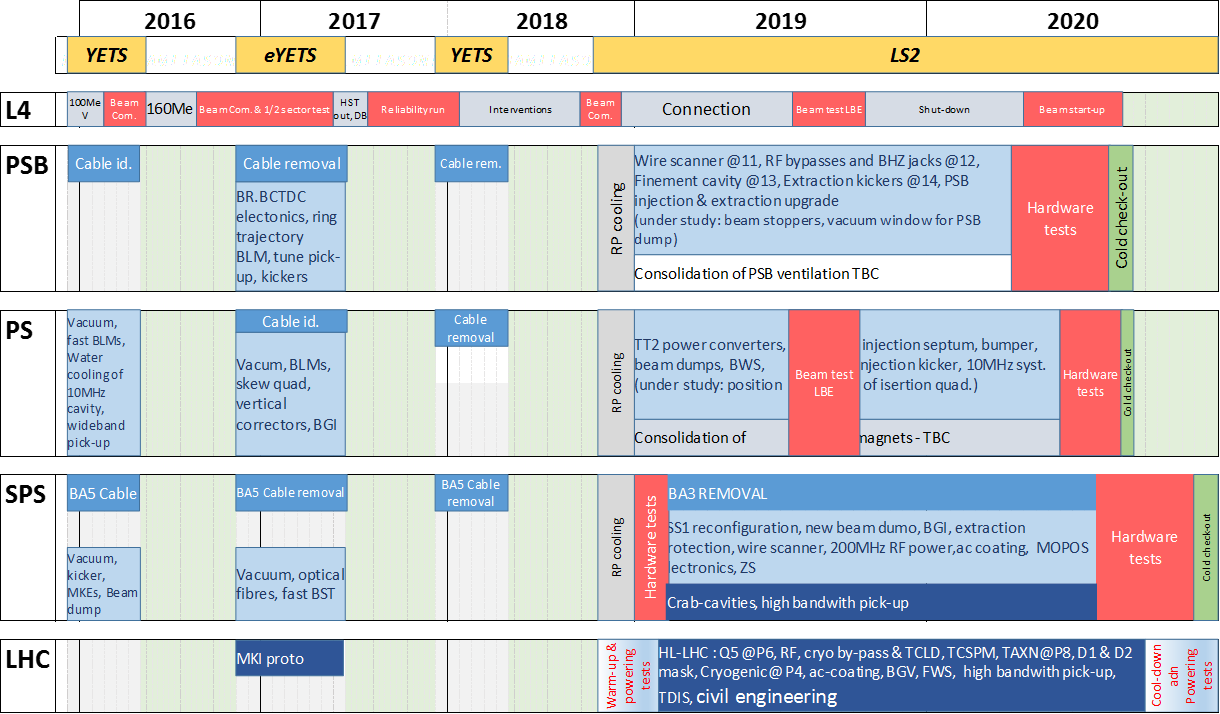 2016 2017 2018 2019 2020
YETS eYETS YETS LS2
L4
100Me
V
Beam
Com.
160Me
Beam Com. & 1/2 sector test
HST
out, DB
Reliability run
Interventions
Beam
Com.
Connection
Beam test LBE
Shut-down
Beam start-up
PSB
Cable id.
Cable removal
BR.BCTDC
electonics, ring
trajectory
BLM, tune pick-
up, kickers
Cable rem.
RP cooling
Wire scanner @11, RF bypasses and BHZ jacks @12,
Finement cavity @13, Extraction kickers @14, PSB
injection & extraction upgrade
(under study: beam stoppers, vacuum window for PSB
dump)
Consolidation of PSB ventilation TBC
Hardware
tests
Cold check-out
PS
Vacuum,
fast BLMs,
Water
cooling of
10MHz
cavity,
wideband
pick-up
Cable id.
Vacum, BLMs,
skew quad,
vertical
correctors, BGI
Cable
removal
RP cooling
TT2 power converters,
beam dumps, BWS,
(under study: position
Consolidation of
Beam test
LBE
injection septum, bumper,
njection kicker, 10MHz syst.
of isertion quad.)
nagnets - TBC
Hardware
tests
Cold check-out
SPS
BA5 Cable
Vacuum,
kicker,
MKEs, Beam
dump
BA5 Cable removal
Vacuum, optical
fibres, fast BST
BA5 Cable
removal
RP cooling
Hardware tests
BA3 REMOVAL
SS1 reconfiguration, new beam dumo, BGI, extraction
rotection, wire scanner, 200MHz RF power,ac coating, MOPOS
lectronics, ZS
Crab-cavities, high bandwith pick-up
Hardware
tests
Cold check-out
LHC
MKI proto
Warm-up &
powering
tests
HL-LHC : Q5 @P6, RF, cryo by-pass & TCLD, TCSPM, TAXN@P8, D1 & D2
mask, Cryogenic@ P4, ac-coating, BGV, FWS, high bandwith pick-up,
TDIS, civil engineering
Cool-down
adn
Powering
tests